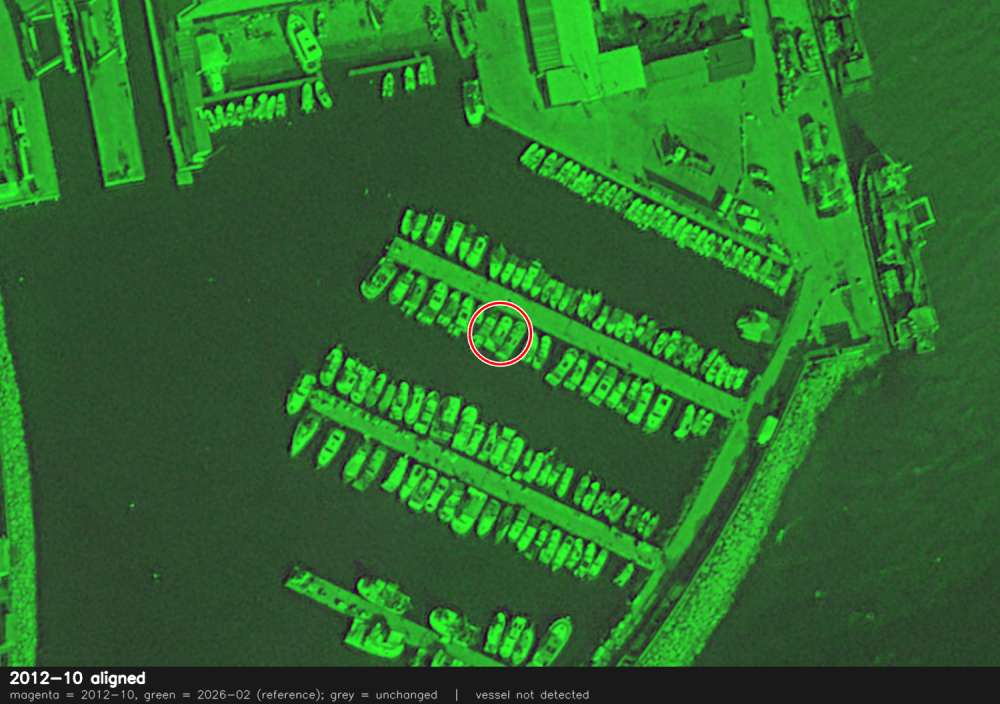 2012-10 aligned
magenta = 2012-10, green = 2026-02 (reference); grey = unchanged | vessel not detected